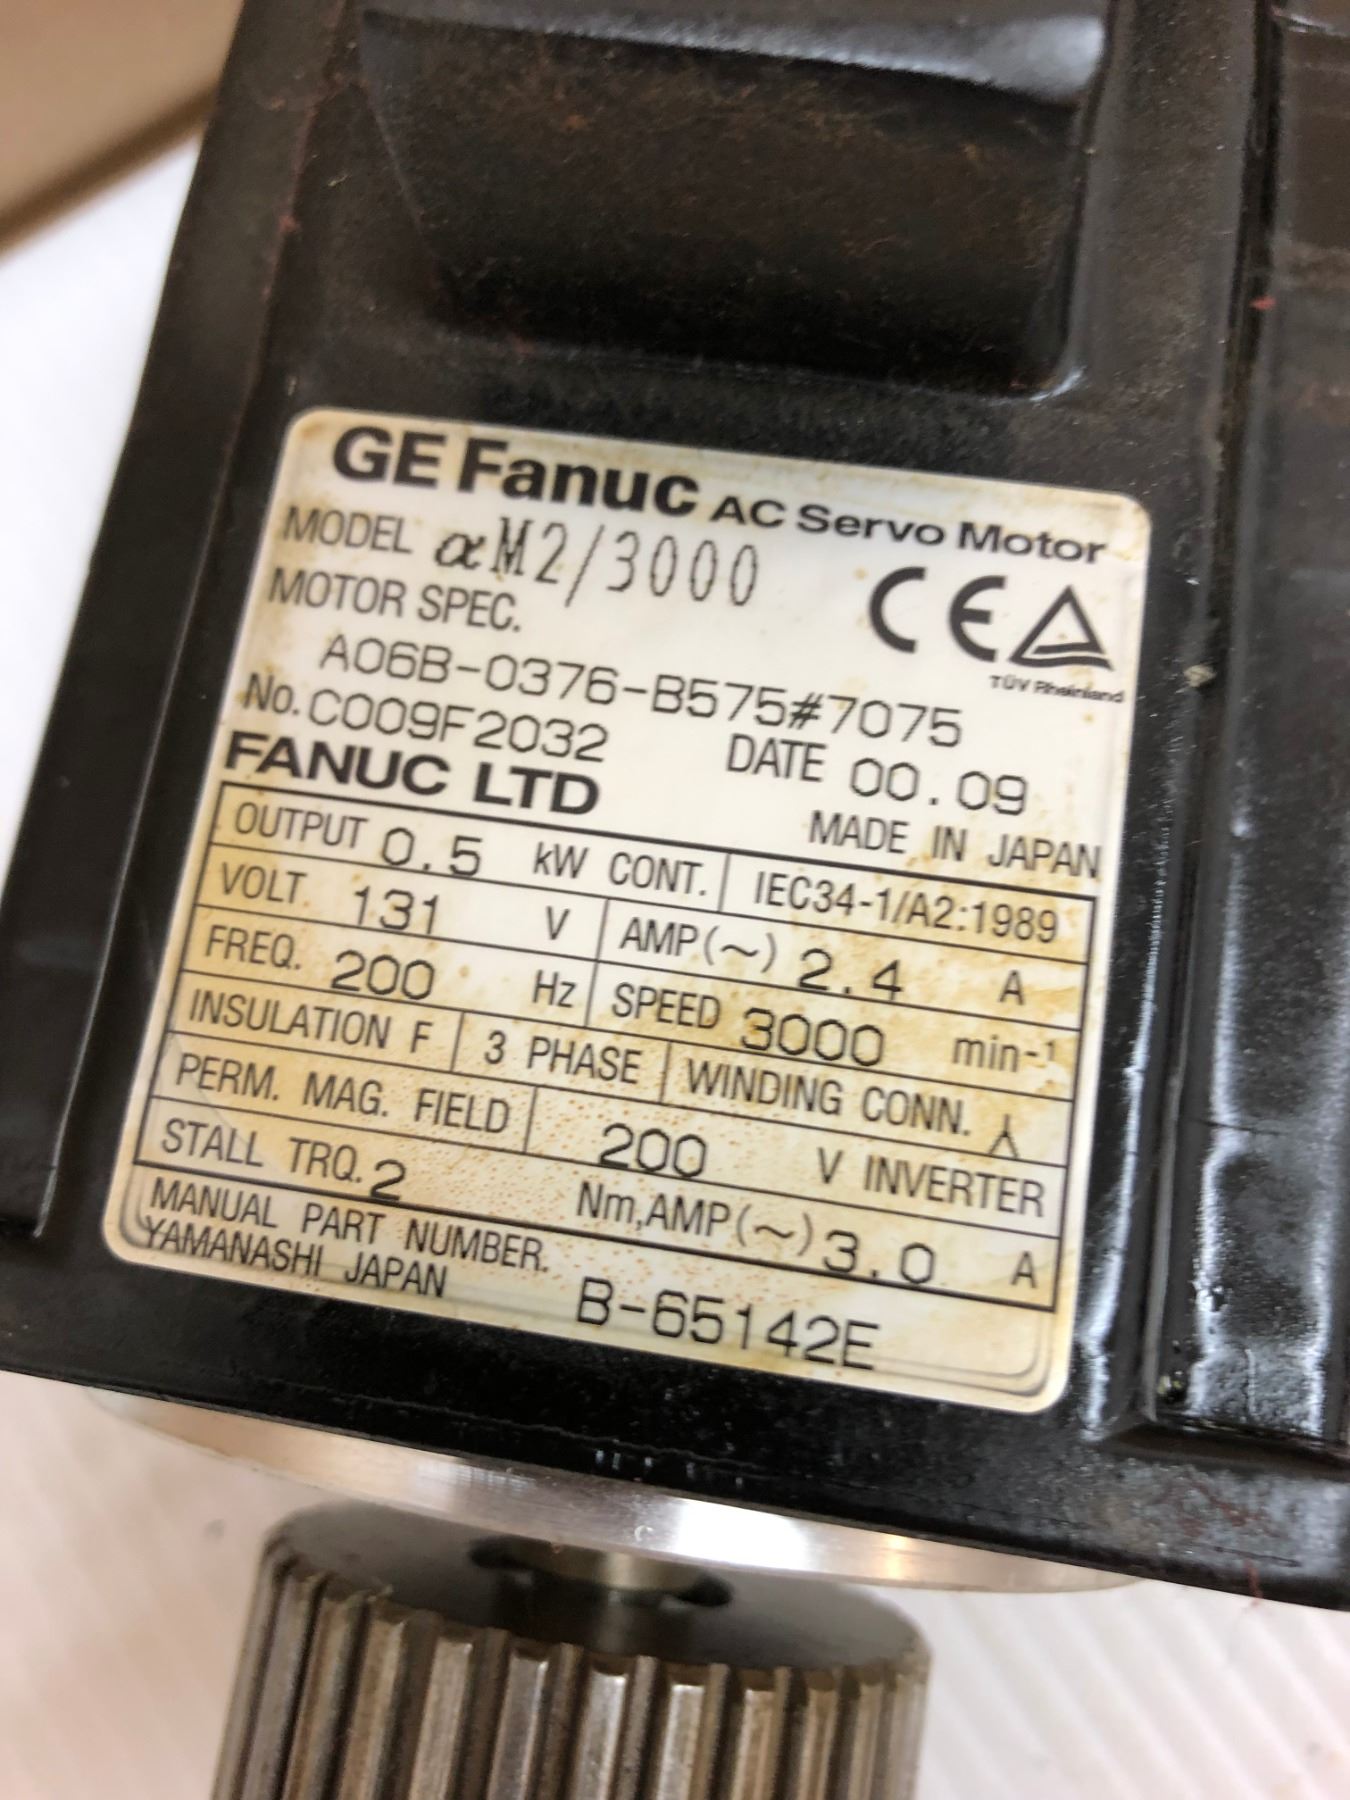 GE Fanuc AC Servo Motor
MODEL αM2/3000
MOTOR SPEC.
CE
TÜV Rheinland
A06B-0376-B575#7075
No. C009F2032 DATE 00.09
FANUC LTD MADE IN JAPAN
OUTPUT 0.5 kW CONT. IEC34-1/A2:1989
VOLT. 131 V AMP(~) 2.4 A
FREQ. 200 Hz SPEED 3000 min-¹
INSULATION F 3 PHASE WINDING CONN. 人
PERM. MAG. FIELD 200 V INVERTER
STALL TRQ. 2 Nm,AMP(~) 3.0 A
MANUAL PART NUMBER. B-65142E
YAMANASHI JAPAN